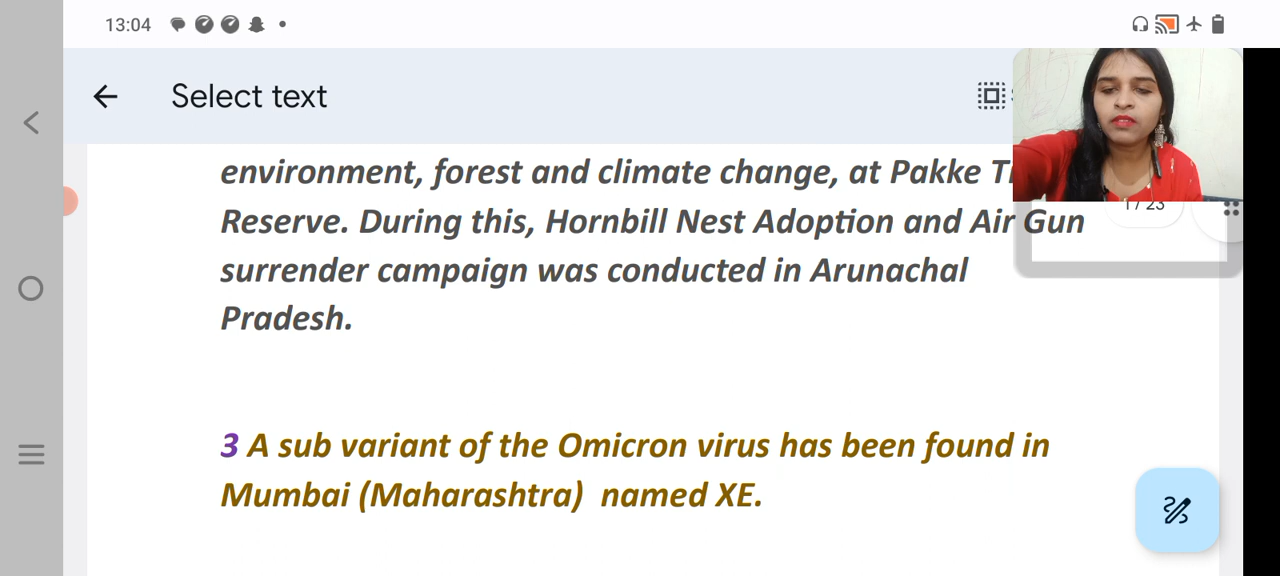 13:04
Select text
environment, forest and climate change, at Pakke
Reserve. During this, Hornbill Nest Adoption and Air Gun
surrender campaign was conducted in Arunachal
Pradesh.
3 A sub variant of the Omicron virus has been found in
Mumbai (Maharashtra) named XE.
1 / 23